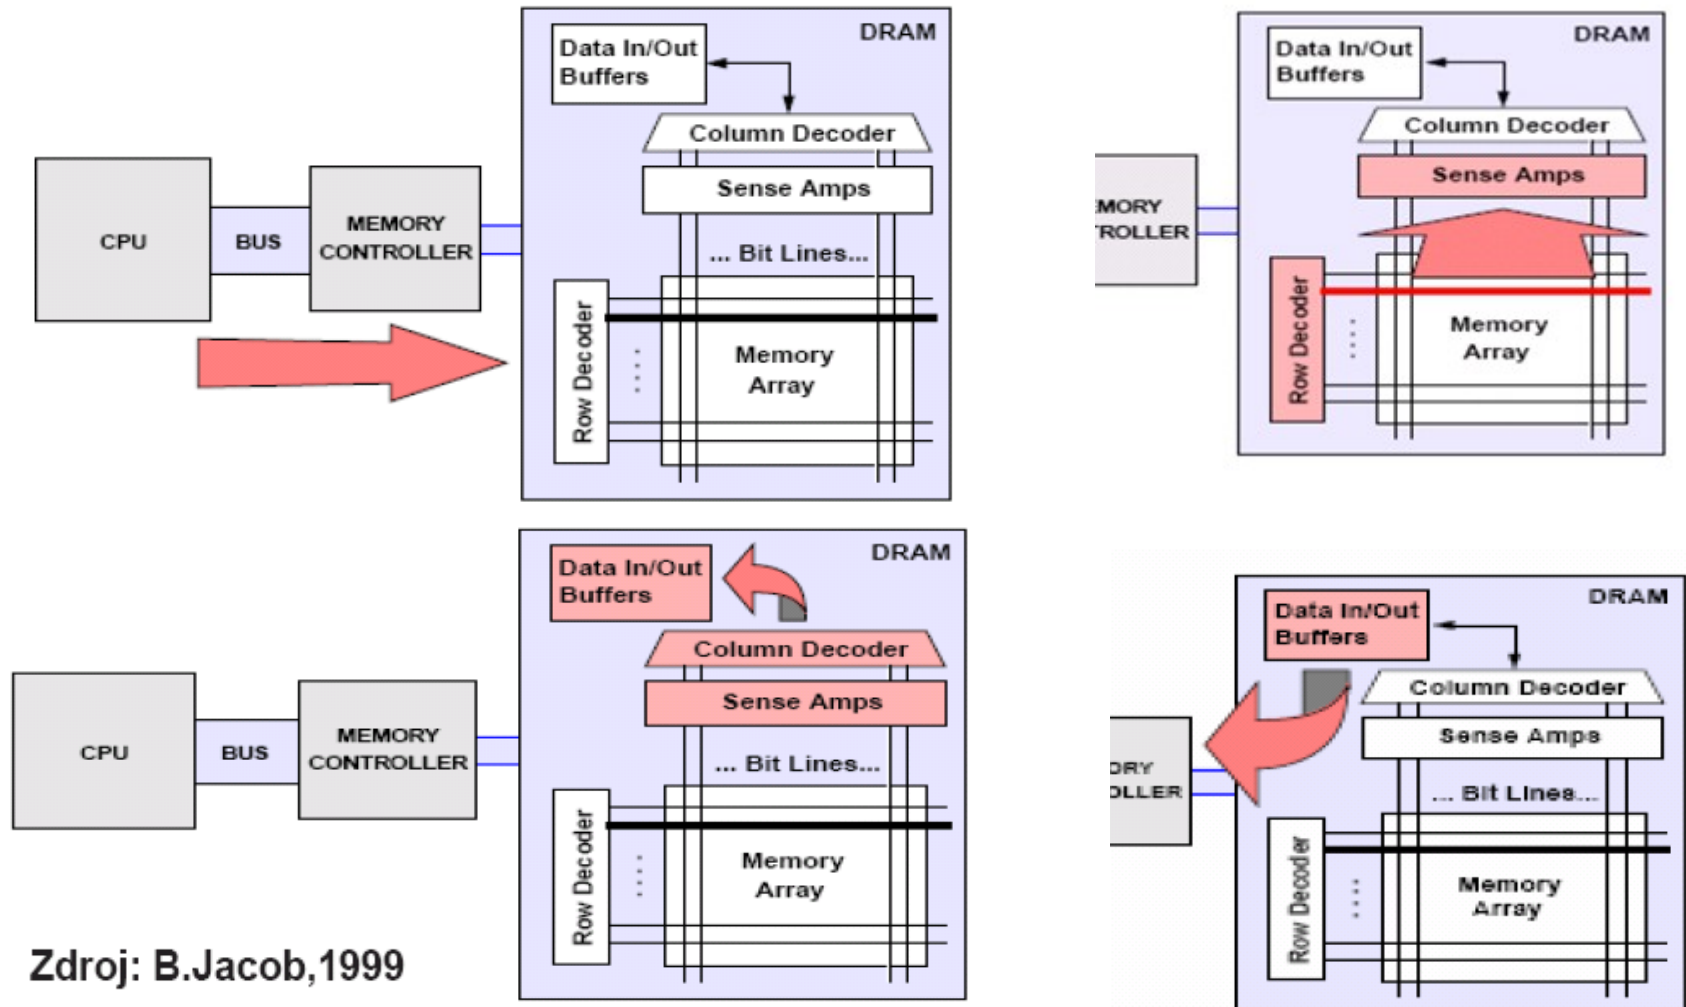 DRAM
Data In/Out
Buffers
Column Decoder
Sense Amps
CPU
BUS
MEMORY
CONTROLLER
... Bit Lines...
Row Decoder
Memory
Array
DRAM
Data In/Out
Buffers
Column Decoder
Sense Amps
EMORY
TROLLER
Row Decoder
Memory
Array
DRAM
Data In/Out
Buffers
Column Decoder
Sense Amps
CPU
BUS
MEMORY
CONTROLLER
... Bit Lines...
Row Decoder
Memory
Array
DRAM
Data In/Out
Buffers
Column Decoder
Sense Amps
ORY
OLLER
... Bit Lines...
Row Decoder
Memory
Array
Zdroj: B.Jacob,1999